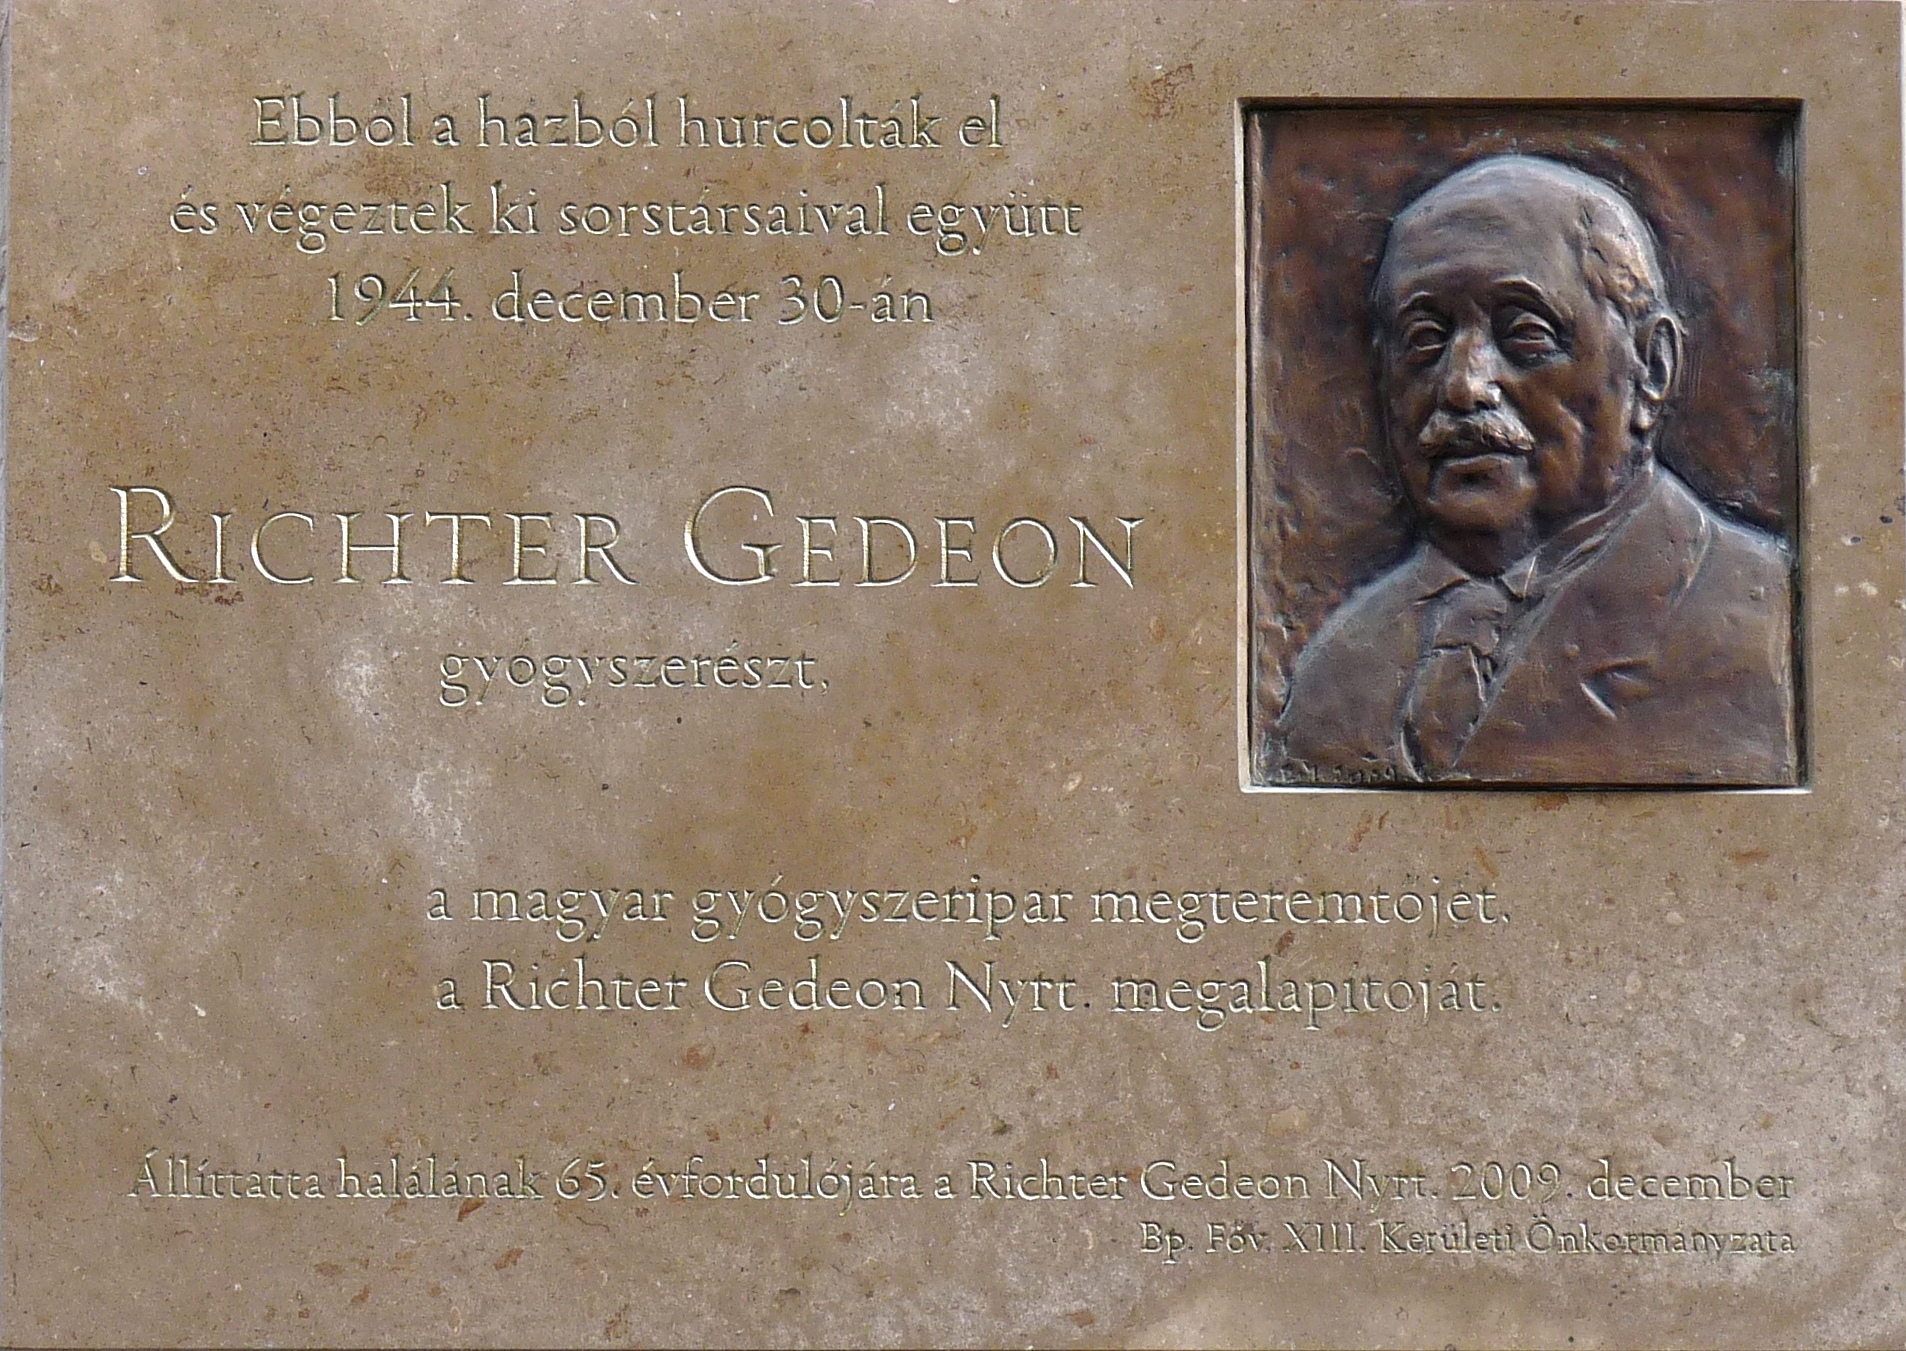 Ebből a házból hurcolták el
és végezték ki sorstársaival együtt
1944. december 30-án
RICHTER GEDEON
gyógyszerészt,
a magyar gyógyszeripar megteremtőjét,
a Richter Gedeon Nyrt. megalapítóját.
Állíttatta halálának 65. évfordulójára a Richter Gedeon Nyrt. 2009. december
Bp. Főv. XIII. Kerületi Önkormányzata